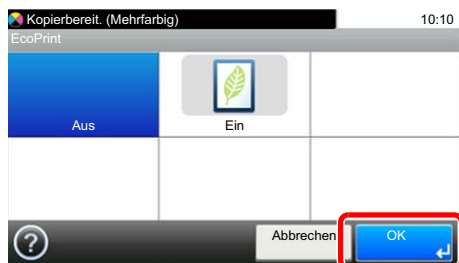 Kopierbereit. (Mehrfarbig) 10:10
EcoPrint
Aus Ein
? Abbrechen OK